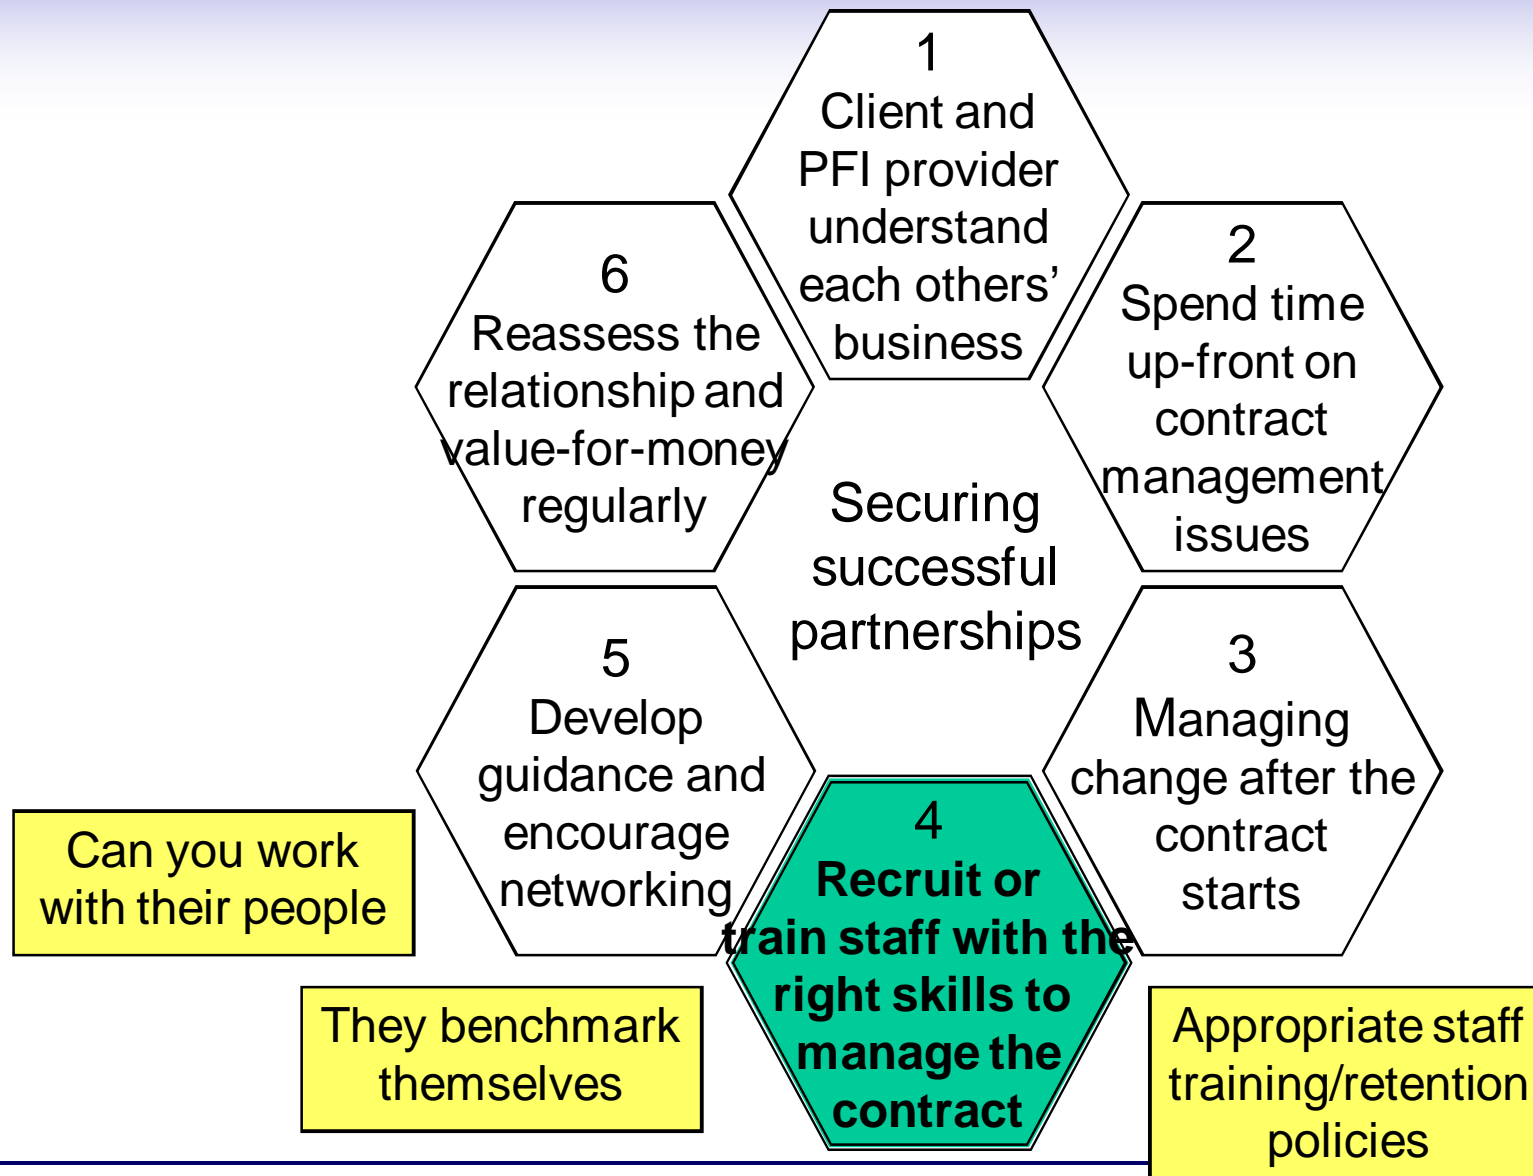 1
Client and
PFI provider
understand
each others’
business
2
Spend time
up-front on
contract
management
issues
3
Managing
change after the
contract
starts
4
Recruit or
train staff with the
right skills to
manage the
contract
5
Develop
guidance and
encourage
networking
6
Reassess the
relationship and
value-for-money
regularly
Securing
successful
partnerships
Can you work
with their people
They benchmark
themselves
Appropriate staff
training/retention
policies